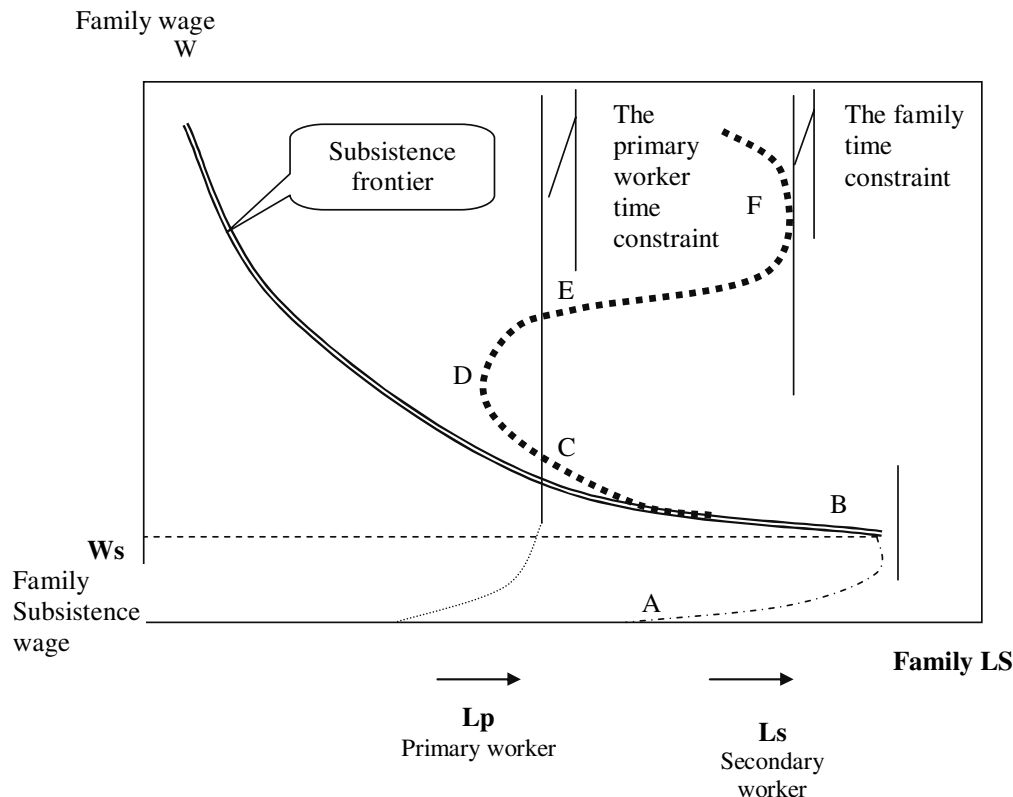 Family wage
W
Subsistence
frontier
The
primary
worker
time
constraint
The family
time
constraint
F
E
D
C
B
Ws
Family
Subsistence
wage
A
Family LS
Lp
Primary worker
Ls
Secondary
worker